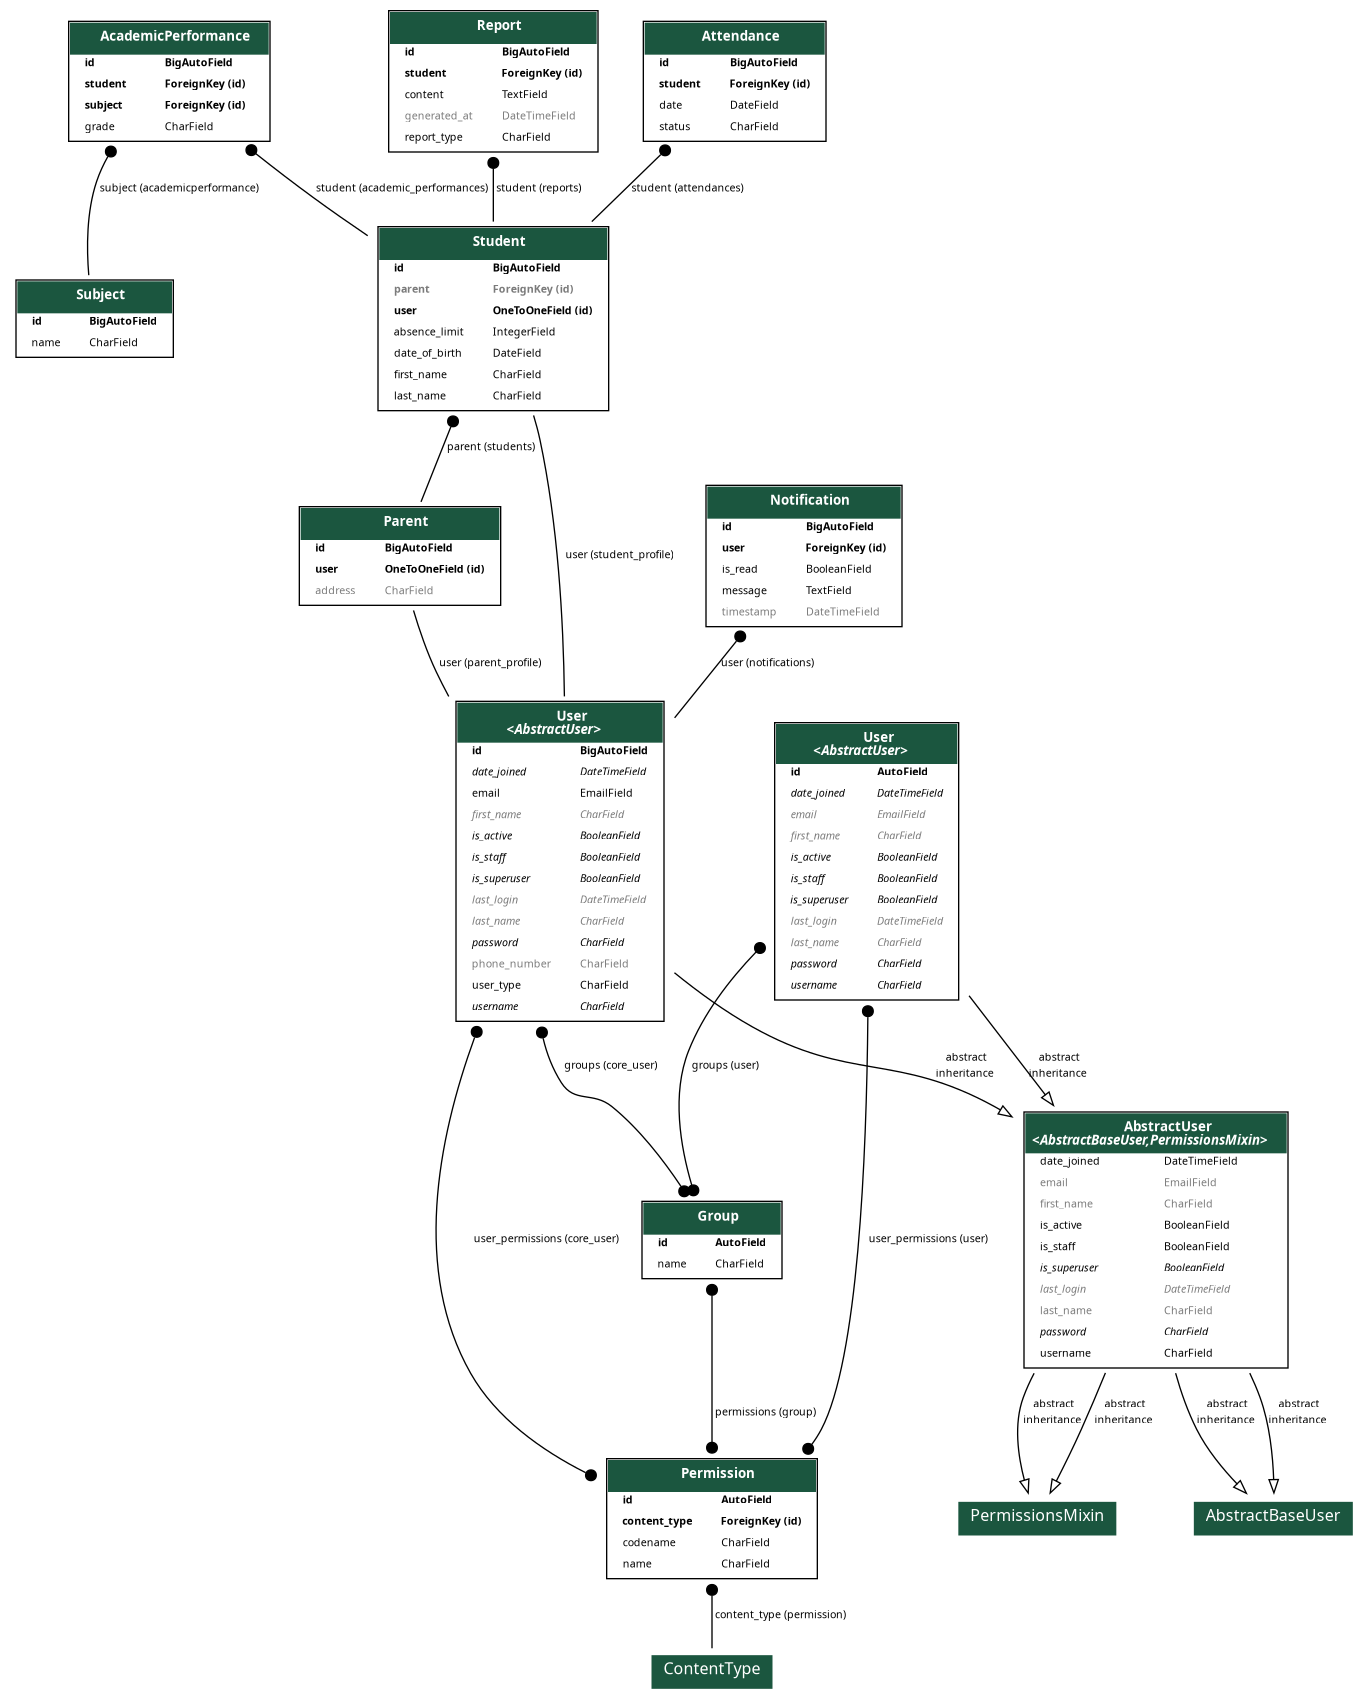 AcademicPerformance
id BigAutoField
student ForeignKey (id)
subject ForeignKey (id)
grade CharField
Report
id BigAutoField
student ForeignKey (id)
content TextField
generated_at DateTimeField
report_type CharField
Attendance
id BigAutoField
student ForeignKey (id)
date DateField
status CharField
subject (academicperformance)
student (academic_performances)
student (reports)
student (attendances)
Student
id BigAutoField
parent ForeignKey (id)
user OneToOneField (id)
absence_limit IntegerField
date_of_birth DateField
first_name CharField
last_name CharField
Subject
id BigAutoField
name CharField
parent (students)
user (student_profile)
Parent
id BigAutoField
user OneToOneField (id)
address CharField
Notification
id BigAutoField
user ForeignKey (id)
is_read BooleanField
message TextField
timestamp DateTimeField
user (parent_profile)
user (notifications)
User
<AbstractUser>
id BigAutoField
date_joined DateTimeField
email EmailField
first_name CharField
is_active BooleanField
is_staff BooleanField
is_superuser BooleanField
last_login DateTimeField
last_name CharField
password CharField
phone_number CharField
user_type CharField
username CharField
User
<AbstractUser>
id AutoField
date_joined DateTimeField
email EmailField
first_name CharField
is_active BooleanField
is_staff BooleanField
is_superuser BooleanField
last_login DateTimeField
last_name CharField
password CharField
username CharField
groups (core_user)
groups (user)
abstract
inheritance
abstract
inheritance
AbstractUser
<AbstractBaseUser,PermissionsMixin>
date_joined DateTimeField
email EmailField
first_name CharField
is_active BooleanField
is_staff BooleanField
is_superuser BooleanField
last_login DateTimeField
last_name CharField
password CharField
username CharField
user_permissions (core_user)
Group
id AutoField
name CharField
user_permissions (user)
permissions (group)
abstract
inheritance
abstract
inheritance
abstract
inheritance
abstract
inheritance
Permission
id AutoField
content_type ForeignKey (id)
codename CharField
name CharField
PermissionsMixin
AbstractBaseUser
content_type (permission)
ContentType